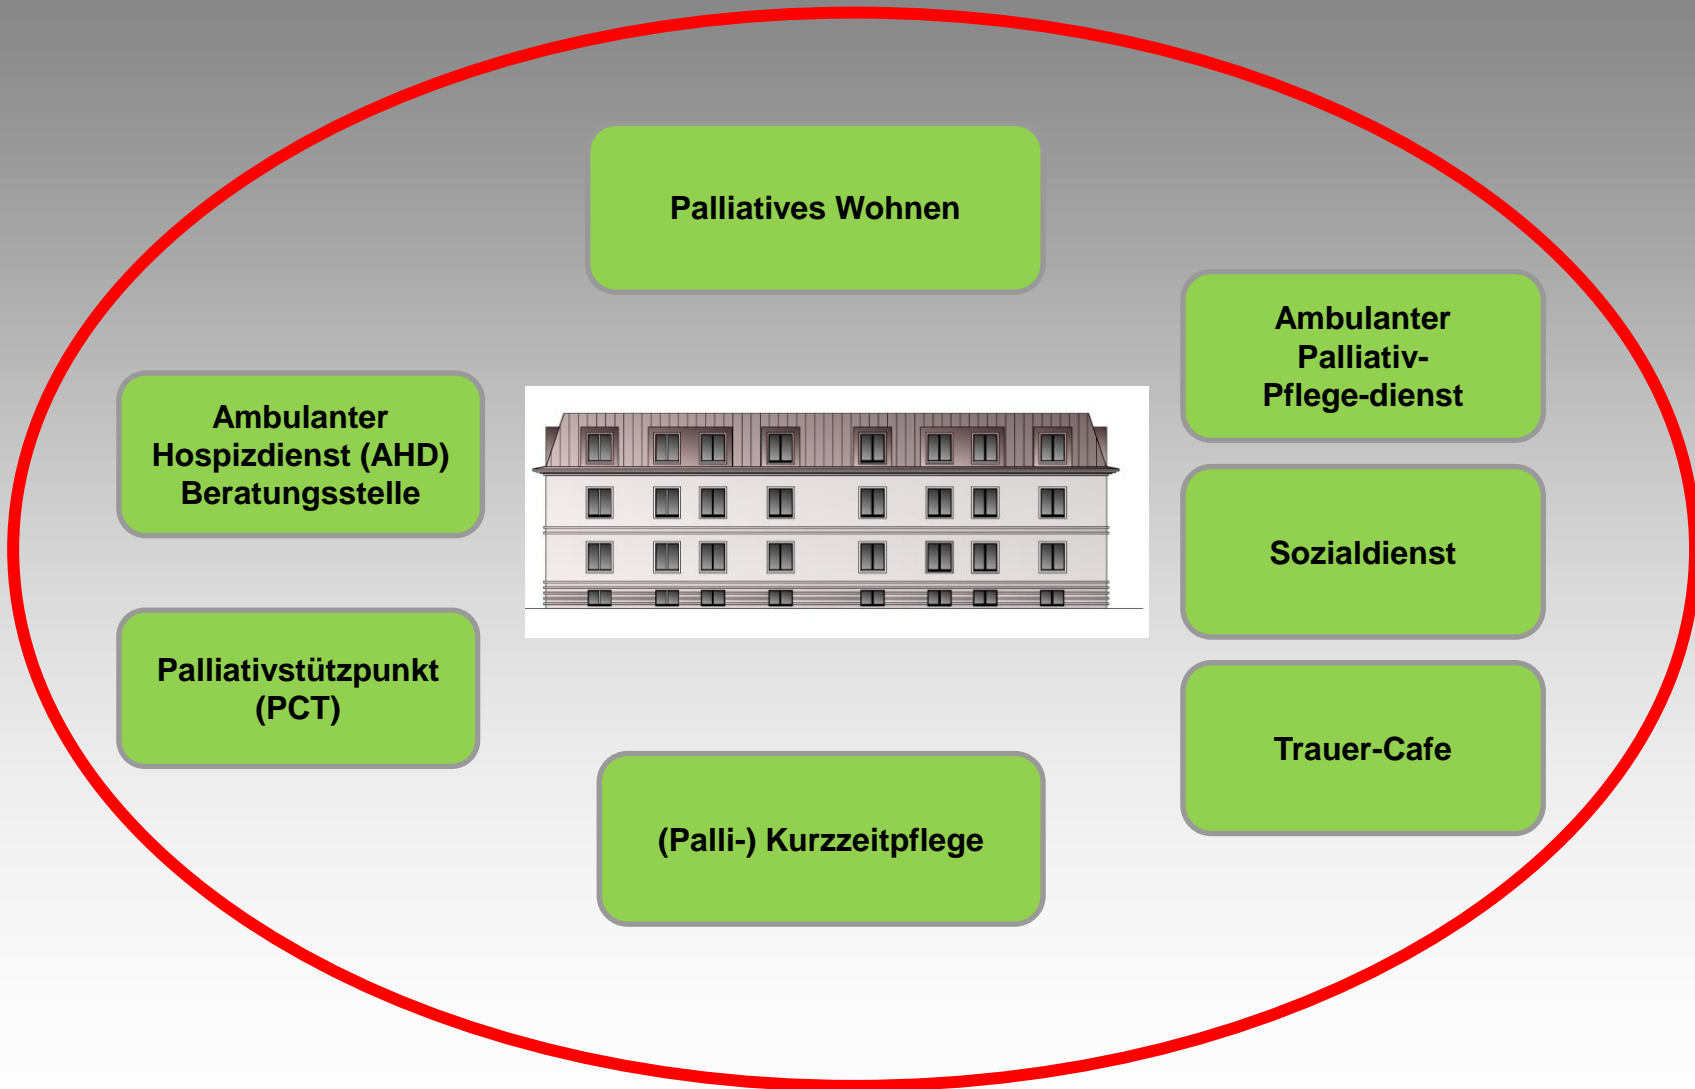 Palliatives Wohnen
Ambulanter
Palliativ-
Pflege-dienst
Ambulanter
Hospizdienst (AHD)
Beratungsstelle
Sozialdienst
Palliativstützpunkt
(PCT)
Trauer-Cafe
(Palli-) Kurzzeitpflege